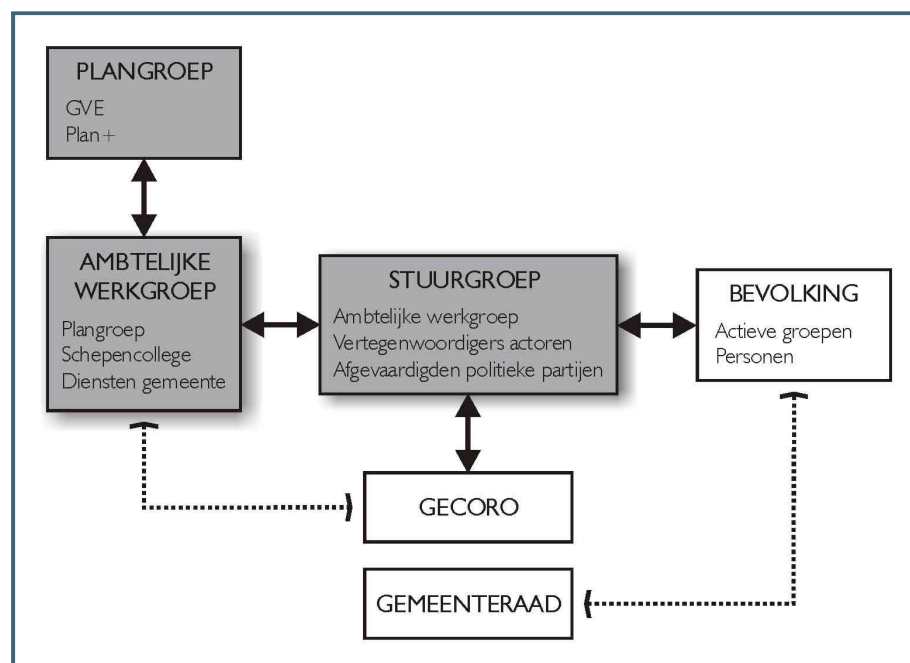 PLANGROEP
GVE
Plan+
AMBTELIJKE
WERKGROEP
Plangroep
Schepencollege
Diensten gemeente
STUURGROEP
Ambtelijke werkgroep
Vertegenwoordigers actoren
Afgevaardigden politieke partijen
BEVOLKING
Actieve groepen
Personen
GECORO
GEMEENTERAAD